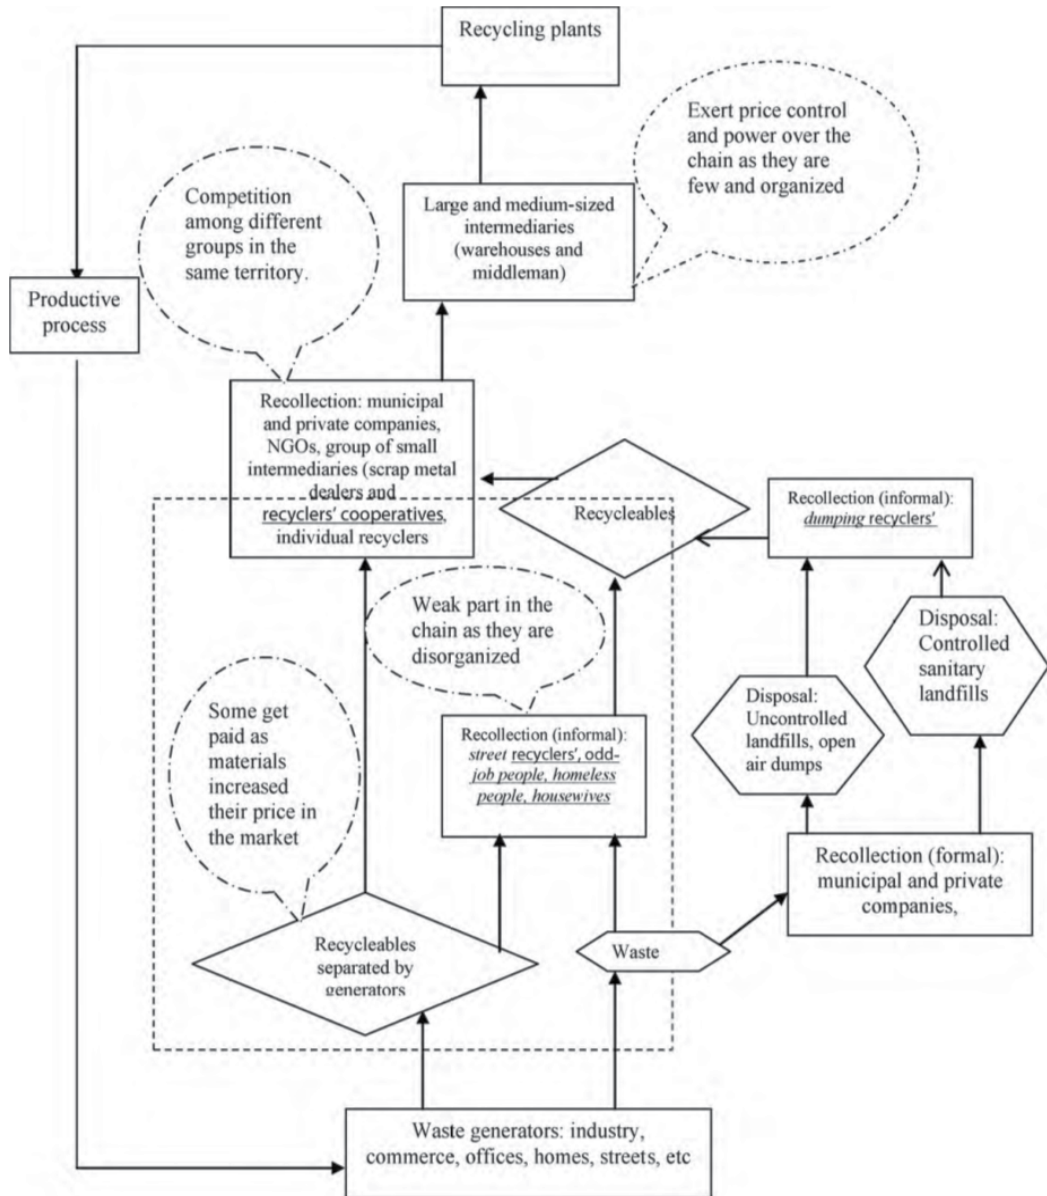 Recycling plants
Exert price control
and power over the
chain as they are
few and organized
Competition
among different
groups in the
same territory.
Large and medium-sized
intermediaries
(warehouses and
middleman)
Productive
process
Recollection: municipal
and private companies,
NGOs, group of small
intermediaries (scrap metal
dealers and
recyclers' cooperatives,
individual recyclers
Recycleables
Recollection (informal):
dumping recyclers'
Weak part in the
chain as they are
disorganized
Disposal:
Controlled
sanitary
landfills
Disposal:
Uncontrolled
landfills, open
air dumps
Some get
paid as
materials
increased
their price in
the market
Recollection (informal):
street recyclers', odd-
job people, homeless
people, housewives
Recollection (formal):
municipal and private
companies,
Recycleables
separated by
generators
Waste
Waste generators: industry,
commerce, offices, homes, streets, etc